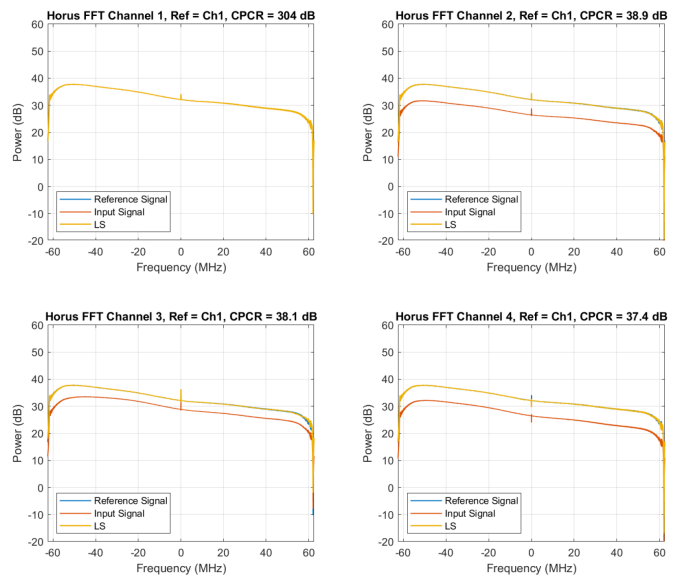 Horus FFT Channel 1, Ref = Ch1, CPCR = 304 dB
60
50
40
30
20
10
0
-10
-20
Power (dB)
Reference Signal
Input Signal
LS
-60 -40 -20 0 20 40 60
Frequency (MHz)
Horus FFT Channel 2, Ref = Ch1, CPCR = 38.9 dB
60
50
40
30
20
10
0
-10
-20
Power (dB)
Reference Signal
Input Signal
LS
-60 -40 -20 0 20 40 60
Frequency (MHz)
Horus FFT Channel 3, Ref = Ch1, CPCR = 38.1 dB
60
50
40
30
20
10
0
-10
-20
Power (dB)
Reference Signal
Input Signal
LS
-60 -40 -20 0 20 40 60
Frequency (MHz)
Horus FFT Channel 4, Ref = Ch1, CPCR = 37.4 dB
60
50
40
30
20
10
0
-10
-20
Power (dB)
Reference Signal
Input Signal
LS
-60 -40 -20 0 20 40 60
Frequency (MHz)